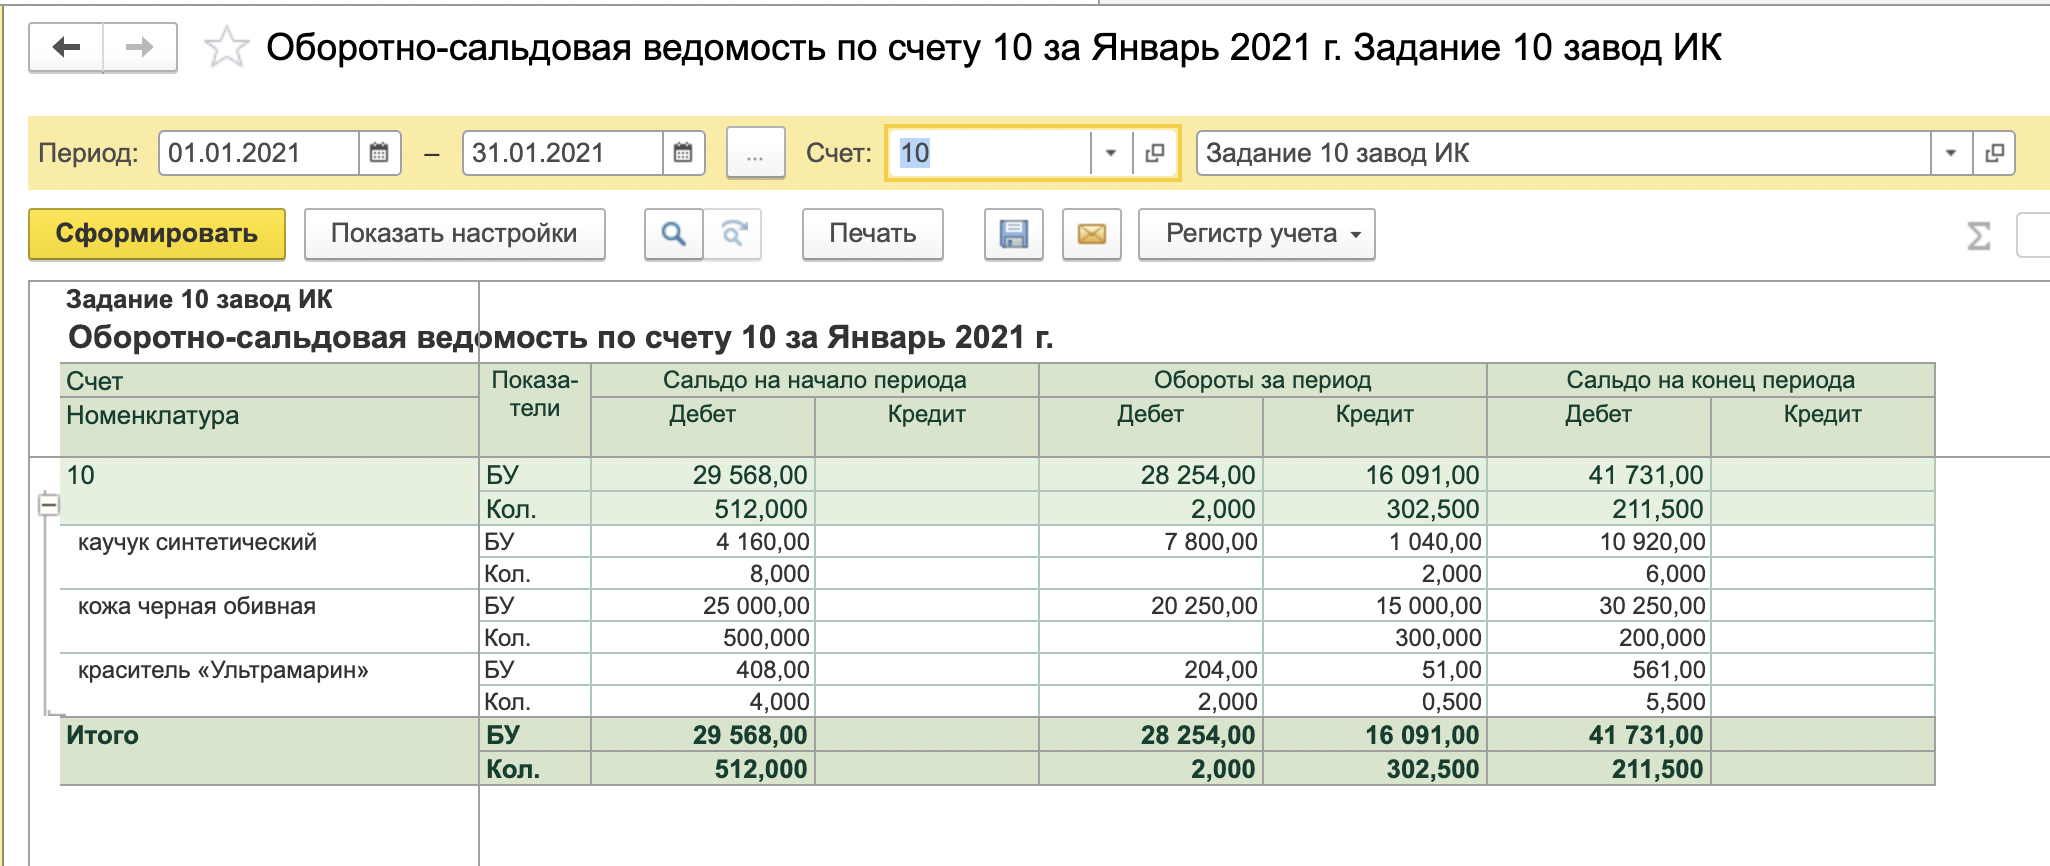 Оборотно-сальдовая ведомость по счету 10 за Январь 2021 г. Задание 10 завод ИК
Период: 01.01.2021 – 31.01.2021 ... Счет: 10 Задание 10 завод ИК
Сформировать Показать настройки Печать Регистр учета Σ
Задание 10 завод ИК
Оборотно-сальдовая ведомость по счету 10 за Январь 2021 г.
Счет Показа- Сальдо на начало периода Обороты за период Сальдо на конец периода
Номенклатура тели Дебет Кредит Дебет Кредит Дебет Кредит
10 БУ 29 568,00 28 254,00 16 091,00 41 731,00
Кол. 512,000 2,000 302,500 211,500
каучук синтетический БУ 4 160,00 7 800,00 1 040,00 10 920,00
Кол. 8,000 2,000 6,000
кожа черная обивная БУ 25 000,00 20 250,00 15 000,00 30 250,00
Кол. 500,000 300,000 200,000
краситель «Ультрамарин» БУ 408,00 204,00 51,00 561,00
Кол. 4,000 2,000 0,500 5,500
Итого БУ 29 568,00 28 254,00 16 091,00 41 731,00
Кол. 512,000 2,000 302,500 211,500